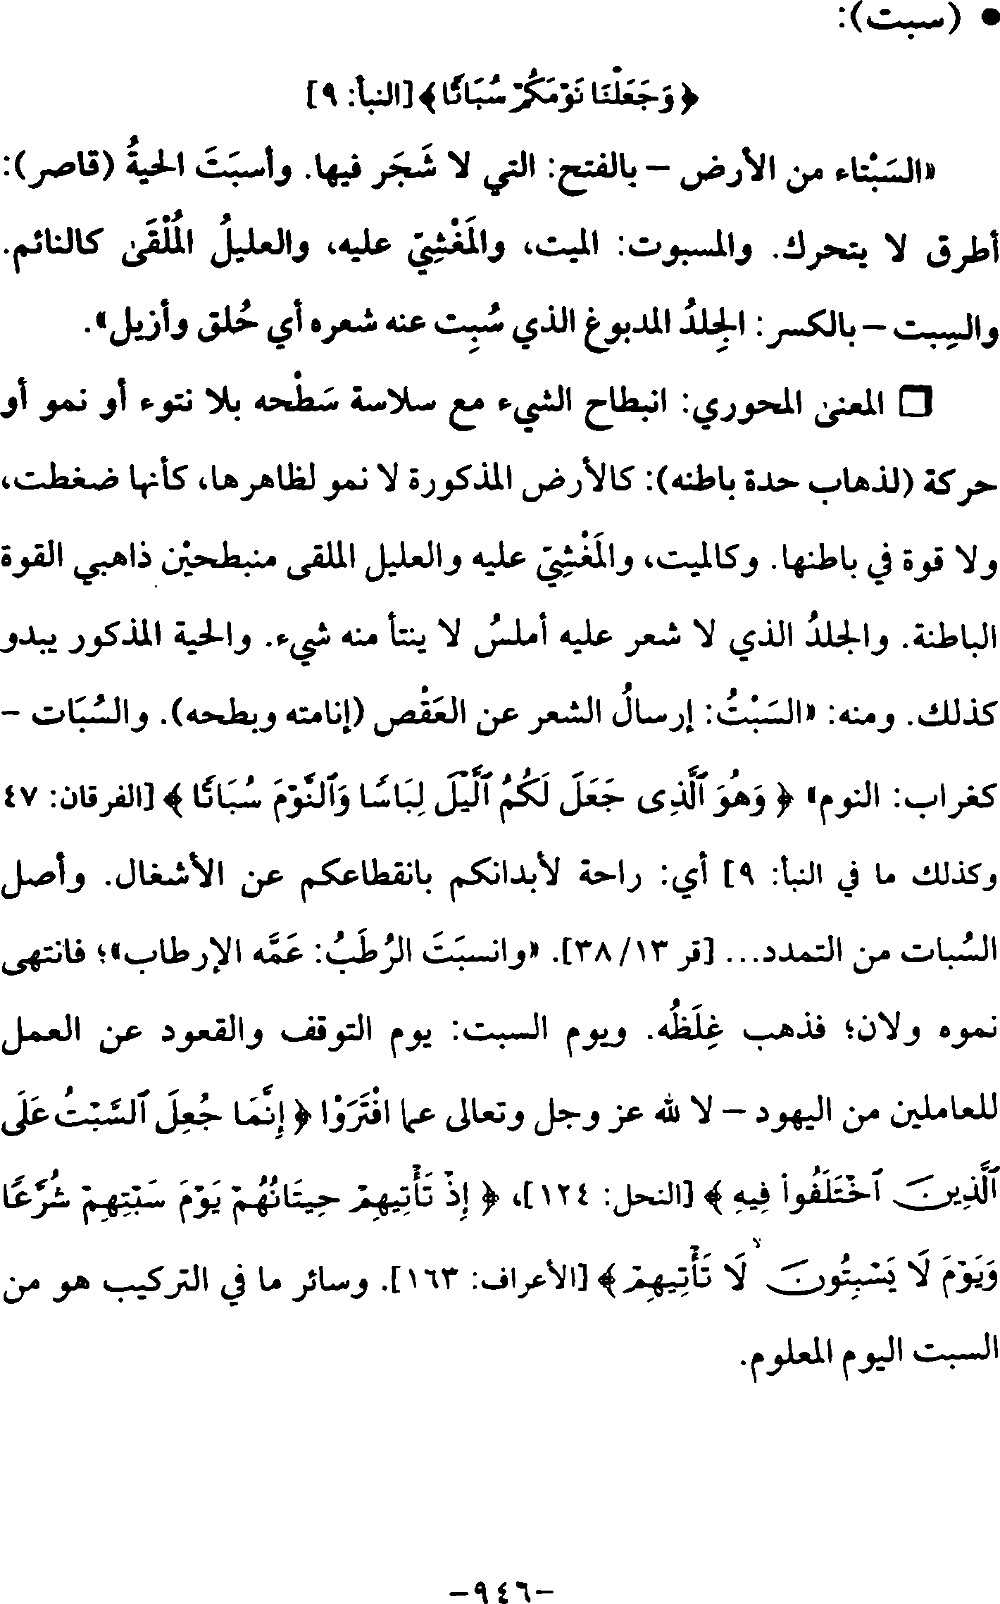 • (سبت):
﴿ وَجَعَلْنَا نَوْمَكُمْ سُبَاتًا ﴾ [النبأ: ٩]
«السَبْتاء من الأرض – بالفتح: التي لا شَجَر فيها. وأسبَتَ الحيةُ (قاصر):
أطرق لا يتحرك. والمسبوت: الميت، والمَغْشِيّ عليه، والعليلُ المُلْقَىٰ كالنائم.
والسِبت – بالكسر: الجِلدُ المدبوغ الذي سُبِت عنه شعره أي حُلق وأزيل».
❑ المعنىٰ المحوري: انبطاح الشيء مع سلاسة سَطْحه بلا نتوء أو نمو أو
حركة (لذهاب حدة باطنه): كالأرض المذكورة لا نمو لظاهرها، كأنها ضغطت،
ولا قوة في باطنها. وكالميت، والمَغْشِيّ عليه والعليل الملقى منبطحيْن ذاهبي القوة
الباطنة. والجلدُ الذي لا شعر عليه أملسُ لا ينتأ منه شيء. والحية المذكور يبدو
كذلك. ومنه: «السَبْتُ: إرسالُ الشعر عن العَقْص (إنامته وبطحه). والسُبَات –
كغراب: النوم» ﴿ وَهُوَ ٱلَّذِى جَعَلَ لَكُمُ ٱلَّيْلَ لِبَاسًا وَٱلنَّوْمَ سُبَاتًا ﴾ [الفرقان: ٤٧
وكذلك ما في النبأ: ٩] أي: راحة لأبدانكم بانقطاعكم عن الأشغال. وأصل
السُبات من التمدد... [قر ١٣/ ٣٨]. «وانسبَتَ الرُطَبُ: عَمَّه الإرطاب»؛ فانتهى
نموه ولان؛ فذهب غِلَظُه. ويوم السبت: يوم التوقف والقعود عن العمل
للعاملين من اليهود – لا لله عز وجل وتعالى عما افْتَرَوْا ﴿ إِنَّمَا جُعِلَ ٱلسَّبْتُ عَلَى
ٱلَّذِينَ ٱخْتَلَفُوا۟ فِيهِ ﴾ [النحل: ١٢٤]، ﴿ إِذْ تَأْتِيهِمْ حِيتَانُهُمْ يَوْمَ سَبْتِهِمْ شُرَّعًا
وَيَوْمَ لَا يَسْبِتُونَ ۙ لَا تَأْتِيهِمْ ﴾ [الأعراف: ١٦٣]. وسائر ما في التركيب هو من
السبت اليوم المعلوم.
-٩٤٦-